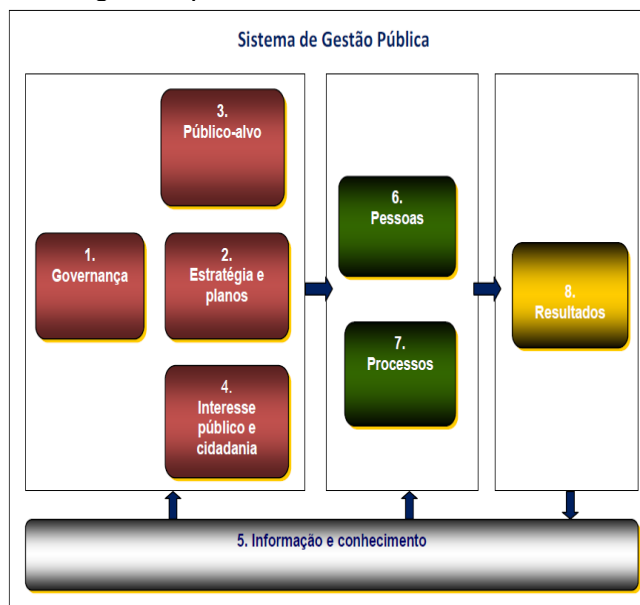 Sistema de Gestão Pública
3.
Público-alvo
1.
Governança
2.
Estratégia e
planos
4.
Interesse
público e
cidadania
6.
Pessoas
7.
Processos
8.
Resultados
5. Informação e conhecimento